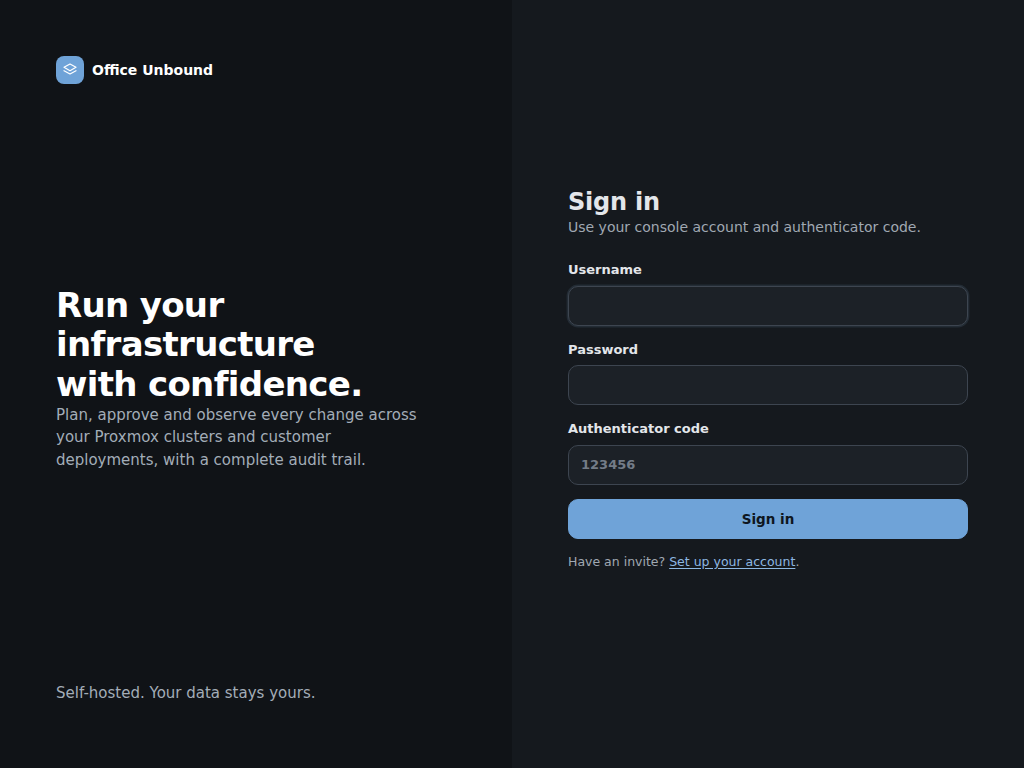 Office Unbound
Run your
infrastructure
with confidence.
Plan, approve and observe every change across
your Proxmox clusters and customer
deployments, with a complete audit trail.
Self-hosted. Your data stays yours.
Sign in
Use your console account and authenticator code.
Username
Password
Authenticator code
123456
Sign in
Have an invite? Set up your account.